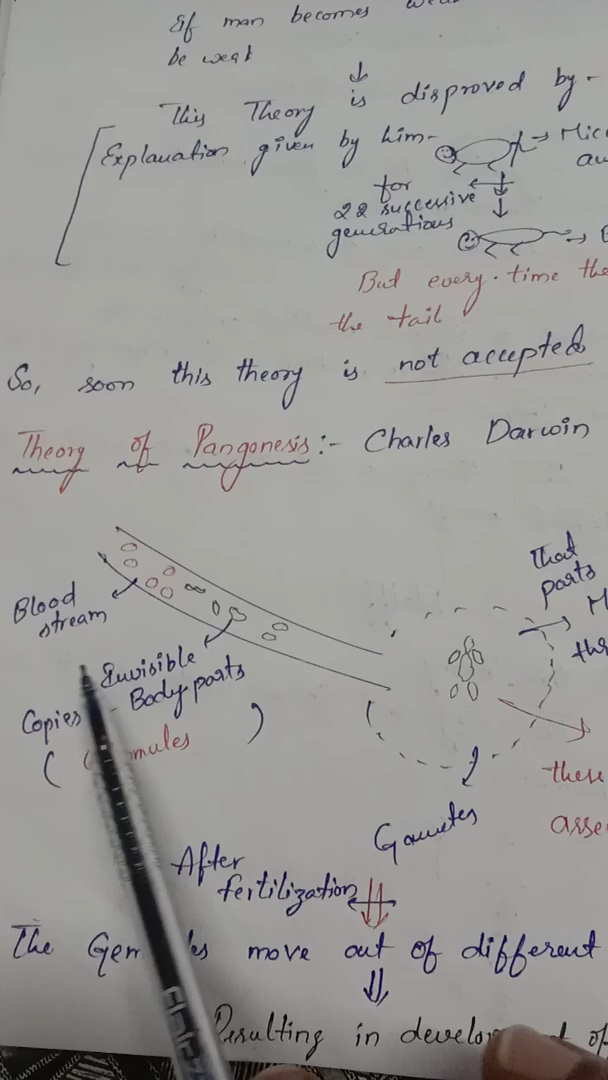 If man becomes
be weak
This Theory is disproved by-
Explanation given by him-
for
22 successive
generations
But every time the
the tail
So, soon this theory is not accepted
Theory of Pangonesis:- Charles Darwin
That
parts
Blood
stream
Invisible
Copies Body parts
these
Gametes
After
fertilization
The move out of different
Resulting in